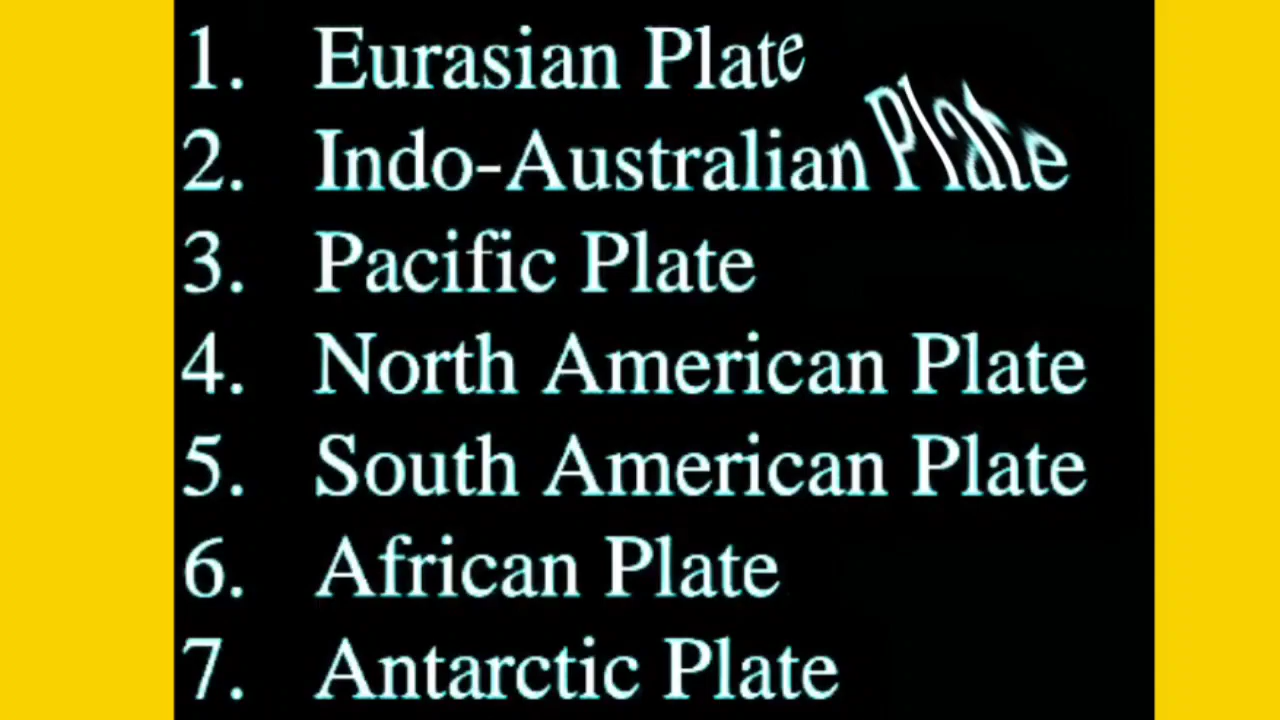 1. Eurasian Plate
2. Indo-Australian Plate
3. Pacific Plate
4. North American Plate
5. South American Plate
6. African Plate
7. Antarctic Plate